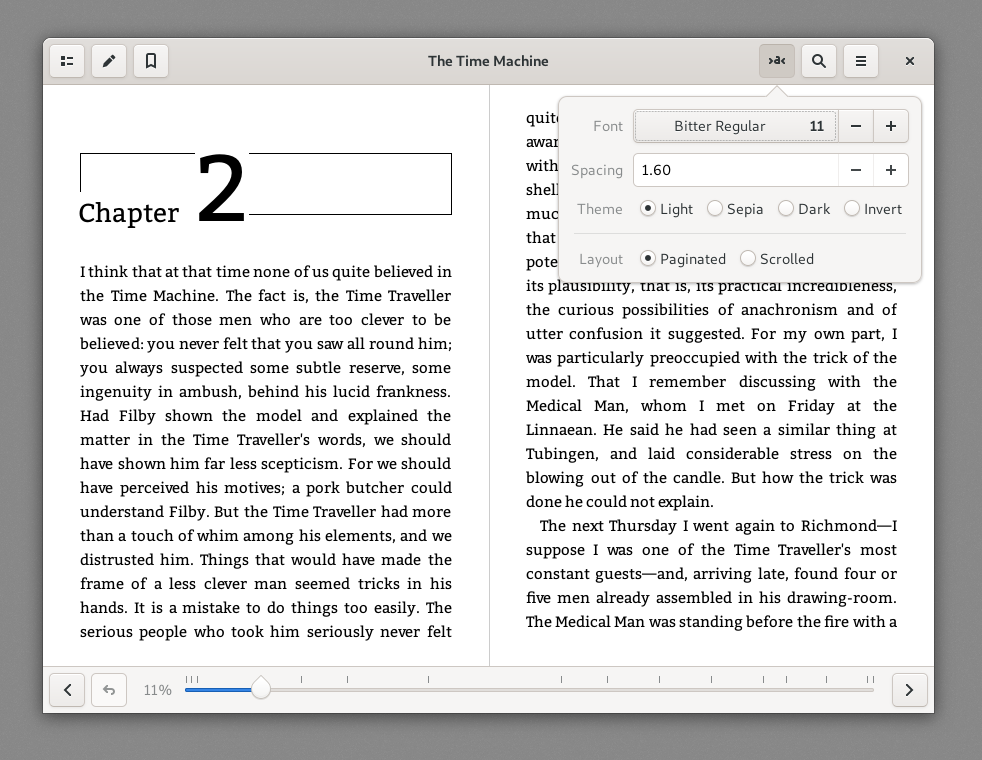 The Time Machine
Font
Bitter Regular 11
Spacing
1.60
Theme
Light
Sepia
Dark
Invert
Layout
Paginated
Scrolled
Chapter 2
I think that at that time none of us quite believed in
the Time Machine. The fact is, the Time Traveller
was one of those men who are too clever to be
believed: you never felt that you saw all round him;
you always suspected some subtle reserve, some
ingenuity in ambush, behind his lucid frankness.
Had Filby shown the model and explained the
matter in the Time Traveller's words, we should
have shown him far less scepticism. For we should
have perceived his motives; a pork butcher could
understand Filby. But the Time Traveller had more
than a touch of whim among his elements, and we
distrusted him. Things that would have made the
frame of a less clever man seemed tricks in his
hands. It is a mistake to do things too easily. The
serious people who took him seriously never felt
that
its plausibility, that is, its practical incredibleness,
the curious possibilities of anachronism and of
utter confusion it suggested. For my own part, I
was particularly preoccupied with the trick of the
model. That I remember discussing with the
Medical Man, whom I met on Friday at the
Linnaean. He said he had seen a similar thing at
Tubingen, and laid considerable stress on the
blowing out of the candle. But how the trick was
done he could not explain.
The next Thursday I went again to Richmond—I
suppose I was one of the Time Traveller's most
constant guests—and, arriving late, found four or
five men already assembled in his drawing-room.
The Medical Man was standing before the fire with a
11%